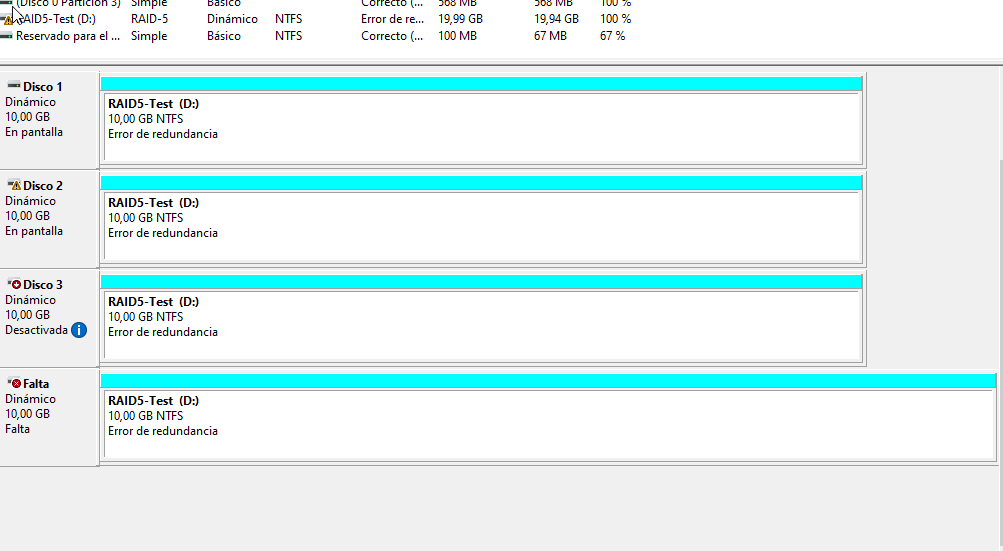 (Disco 0 Partición 3) Simple Básico Correcto (... 568 MB 568 MB 100 %
RAID5-Test (D:) RAID-5 Dinámico NTFS Error de re... 19,99 GB 19,94 GB 100 %
Reservado para el ... Simple Básico NTFS Correcto (... 100 MB 67 MB 67 %
Disco 1
Dinámico
10,00 GB
En pantalla
RAID5-Test (D:)
10,00 GB NTFS
Error de redundancia
Disco 2
Dinámico
10,00 GB
En pantalla
RAID5-Test (D:)
10,00 GB NTFS
Error de redundancia
Disco 3
Dinámico
10,00 GB
Desactivada
RAID5-Test (D:)
10,00 GB NTFS
Error de redundancia
Falta
Dinámico
10,00 GB
Falta
RAID5-Test (D:)
10,00 GB NTFS
Error de redundancia